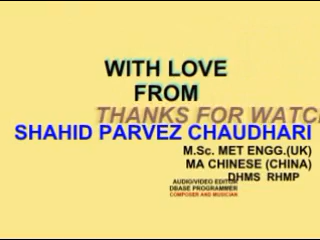 WITH LOVE
FROM
THANKS FOR WATC
SHAHID PARVEZ CHAUDHARI
M.Sc. MET ENGG.(UK)
MA CHINESE (CHINA)
DHMS RHMP
AUDIO/VIDEO EDITOR
DBASE PROGRAMMER
COMPOSER AND MUSICIAN